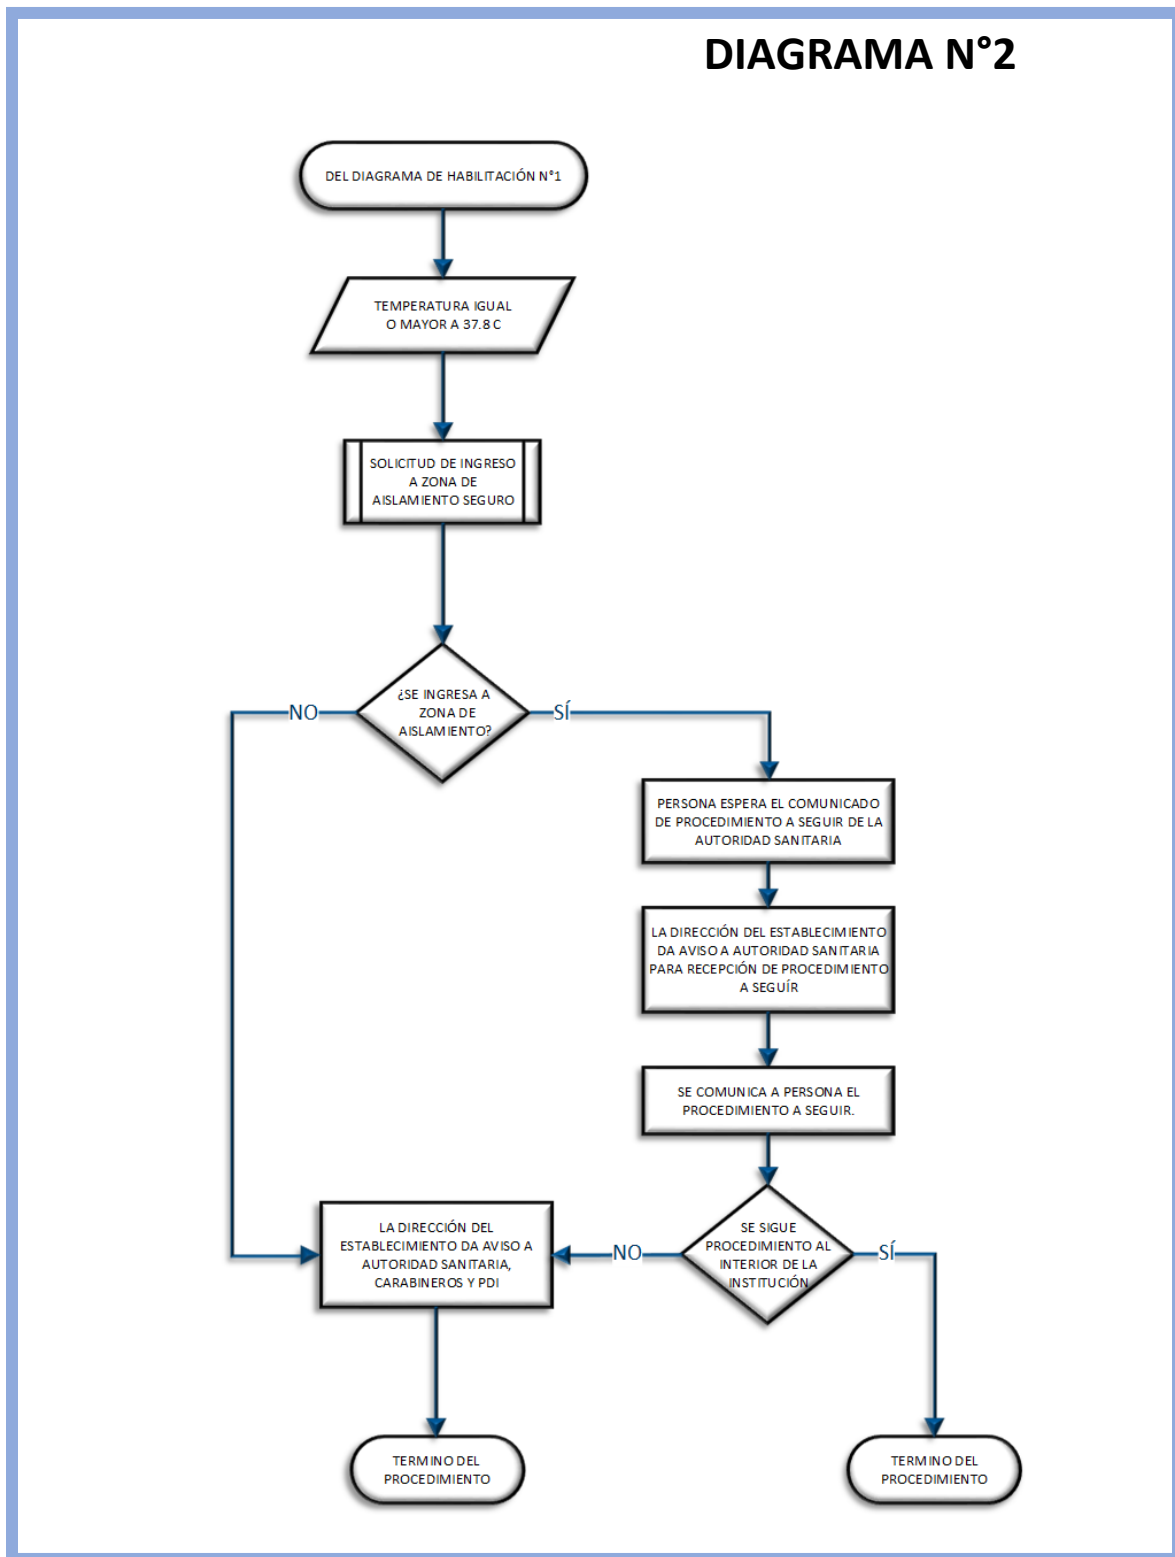 DIAGRAMA N°2
DEL DIAGRAMA DE HABILITACIÓN N°1
TEMPERATURA IGUAL
O MAYOR A 37.8 C
SOLICITUD DE INGRESO
A ZONA DE
AISLAMIENTO SEGURO
¿SE INGRESA A
ZONA DE
AISLAMIENTO?
NO
SÍ
PERSONA ESPERA EL COMUNICADO
DE PROCEDIMIENTO A SEGUIR DE LA
AUTORIDAD SANITARIA
LA DIRECCIÓN DEL ESTABLECIMIENTO
DA AVISO A AUTORIDAD SANITARIA
PARA RECEPCIÓN DE PROCEDIMIENTO
A SEGUÍR
SE COMUNICA A PERSONA EL
PROCEDIMIENTO A SEGUIR.
SE SIGUE
PROCEDIMIENTO AL
INTERIOR DE LA
INSTITUCIÓN
NO
SÍ
LA DIRECCIÓN DEL
ESTABLECIMIENTO DA AVISO A
AUTORIDAD SANITARIA,
CARABINEROS Y PDI
TERMINO DEL
PROCEDIMIENTO
TERMINO DEL
PROCEDIMIENTO